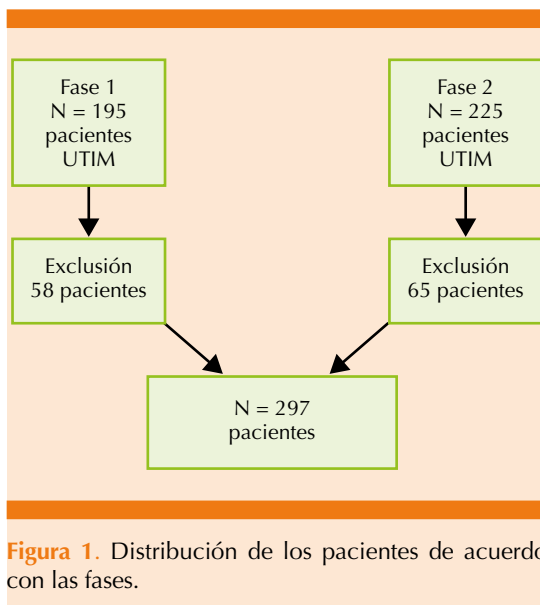 Fase 1
N = 195
pacientes
UTIM
Fase 2
N = 225
pacientes
UTIM
Exclusión
58 pacientes
Exclusión
65 pacientes
N = 297
pacientes
Figura 1. Distribución de los pacientes de acuerdo
con las fases.